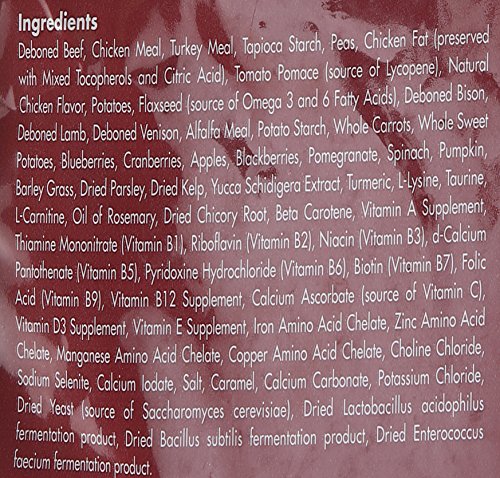 Ingredients
Deboned Beef, Chicken Meal, Turkey Meal, Tapioca Starch, Peas, Chicken Fat (preserved
with Mixed Tocopherols and Citric Acid), Tomato Pomace (source of Lycopene), Natural
Chicken Flavor, Potatoes, Flaxseed (source of Omega 3 and 6 Fatty Acids), Deboned Bison,
Deboned Lamb, Deboned Venison, Alfalfa Meal, Potato Starch, Whole Carrots, Whole Sweet
Potatoes, Blueberries, Cranberries, Apples, Blackberries, Pomegranate, Spinach, Pumpkin,
Barley Grass, Dried Parsley, Dried Kelp, Yucca Schidigera Extract, Turmeric, L-Lysine, Taurine,
L-Carnitine, Oil of Rosemary, Dried Chicory Root, Beta Carotene, Vitamin A Supplement,
Thiamine Mononitrate (Vitamin B1), Riboflavin (Vitamin B2), Niacin (Vitamin B3), d-Calcium
Pantothenate (Vitamin B5), Pyridoxine Hydrochloride (Vitamin B6), Biotin (Vitamin B7), Folic
Acid (Vitamin B9), Vitamin B12 Supplement, Calcium Ascorbate (source of Vitamin C),
Vitamin D3 Supplement, Vitamin E Supplement, Iron Amino Acid Chelate, Zinc Amino Acid
Chelate, Manganese Amino Acid Chelate, Copper Amino Acid Chelate, Choline Chloride,
Sodium Selenite, Calcium Iodate, Salt, Caramel, Calcium Carbonate, Potassium Chloride,
Dried Yeast (source of Saccharomyces cerevisiae), Dried Lactobacillus acidophilus
fermentation product, Dried Bacillus subtilis fermentation product, Dried Enterococcus
faecium fermentation product.